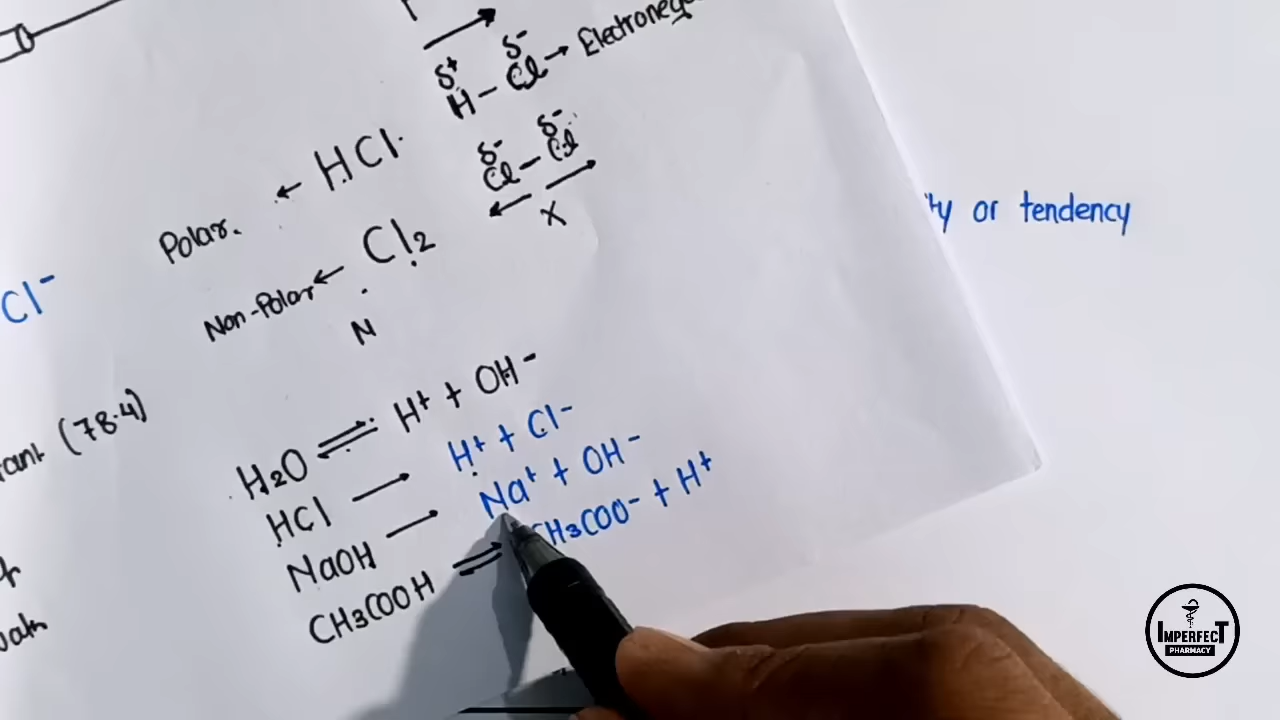 δ+ δ-
H - Cl → Electroneg
δ- δ-
Cl - Cl
X
Polar. ← HCl
Non-Polar ← Cl2
N
Cl-
ty or tendency
(78.4)
H2O ⇌ H+ + OH-
HCl → H+ + Cl-
NaOH → Na+ + OH-
CH3COOH ⇌ CH3COO- + H+
IMPERFECT
PHARMACY